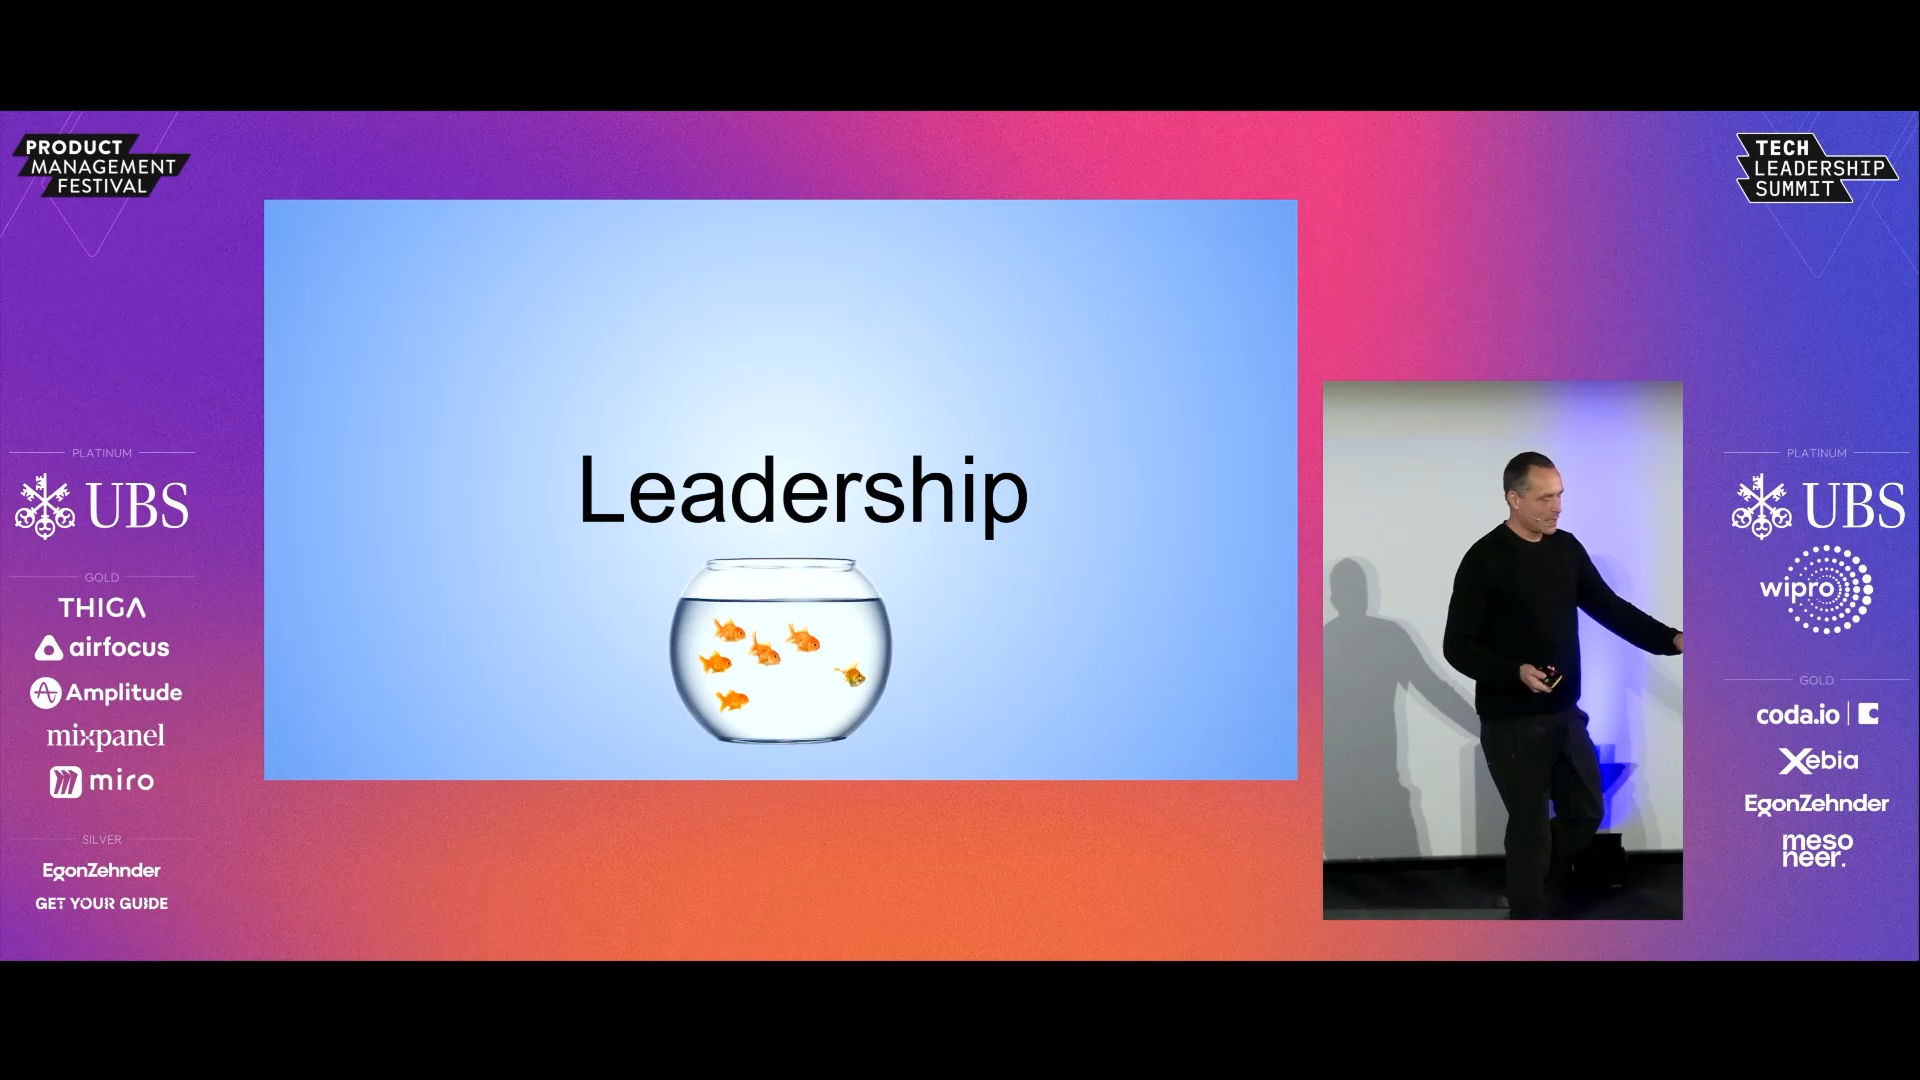 PRODUCT
MANAGEMENT
FESTIVAL
TECH
LEADERSHIP
SUMMIT
Leadership
PLATINUM
UBS
GOLD
THIGA
airfocus
Amplitude
mixpanel
miro
SILVER
EgonZehnder
GET YOUR GUIDE
PLATINUM
UBS
wipro
GOLD
coda.io
Xebia
EgonZehnder
meso
neer.